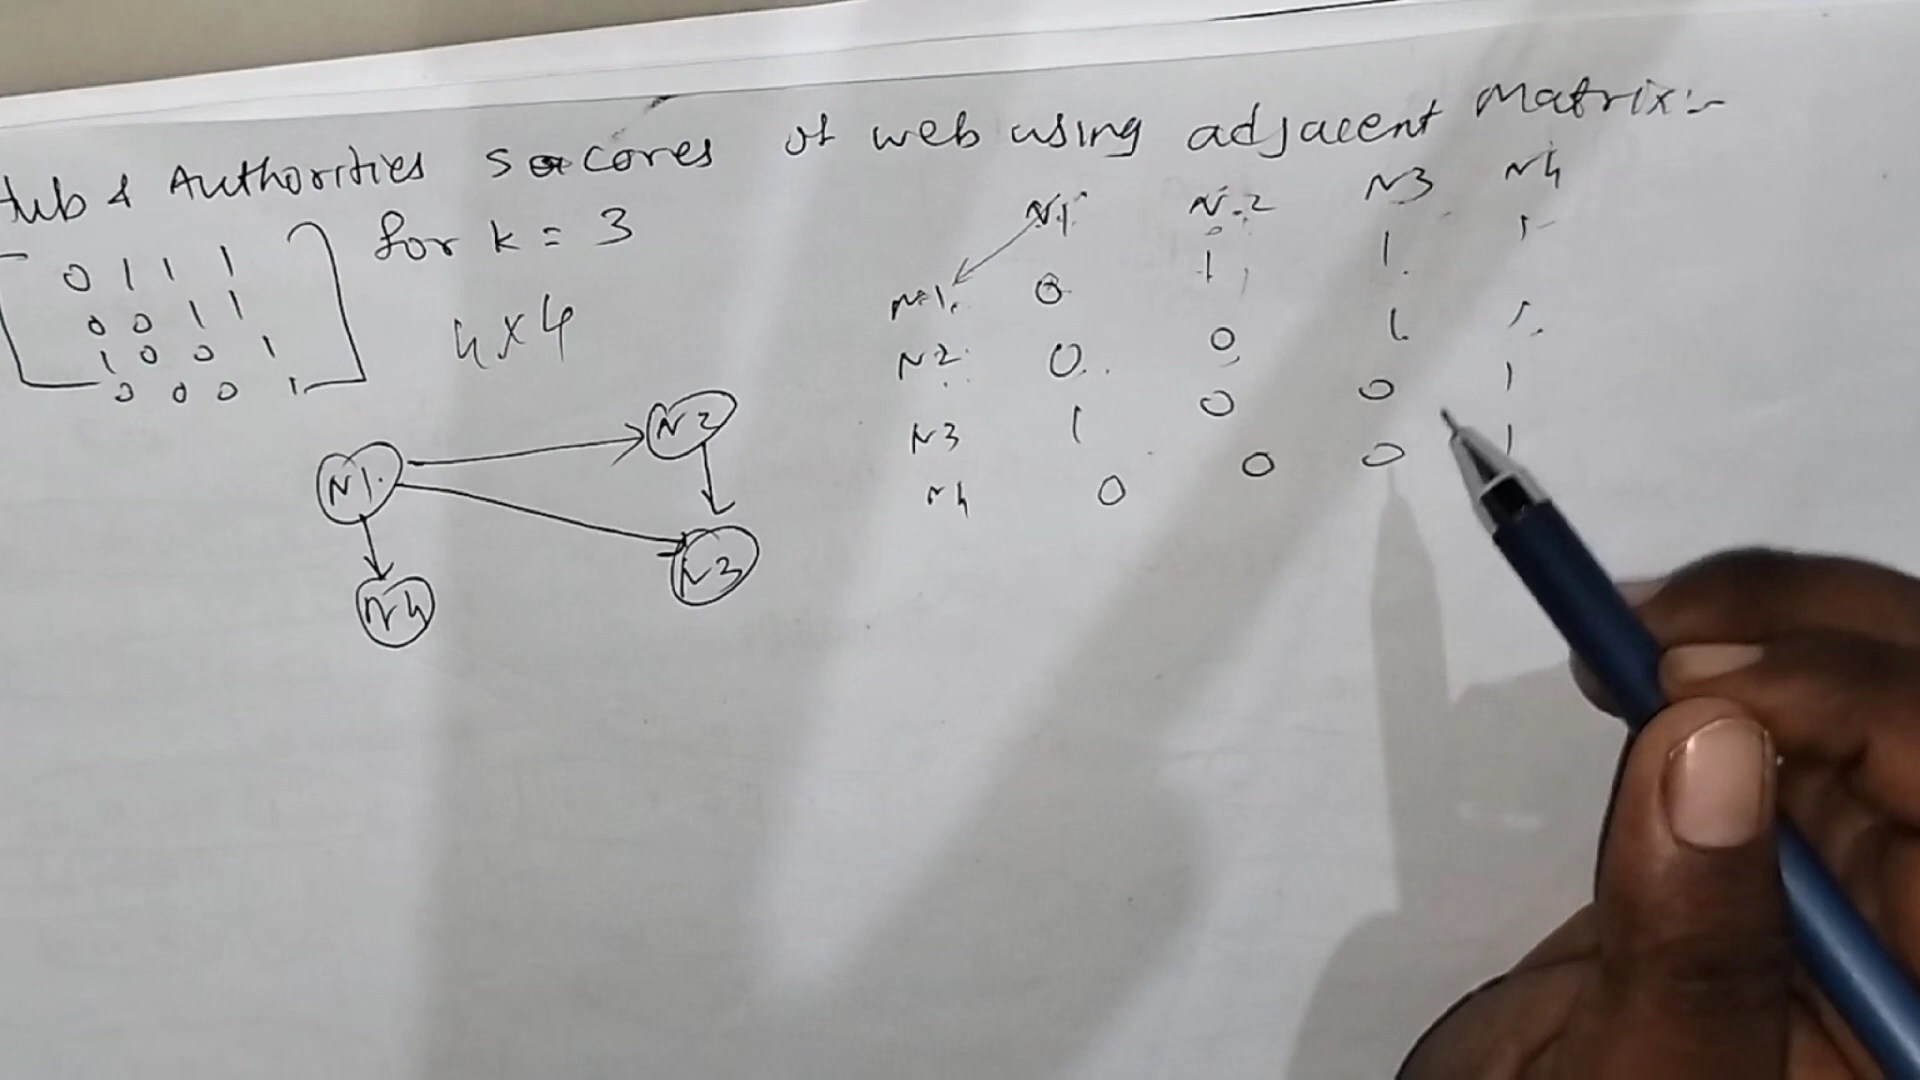 Hub & Authorities Scores of web using adjacent Matrix:-
for k = 3
0 1 1 1
0 0 1 1
1 0 0 1
0 0 0 1
4x4
N1 N2 N3 N4
N1 0 1 1 1
N2 0 0 1 1
N3 1 0 0 1
N4 0 0 0 1
N1 N2
N4 N3